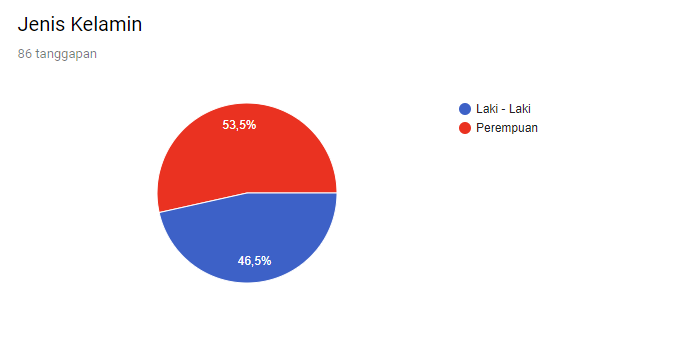 Jenis Kelamin
86 tanggapan
Laki - Laki
Perempuan
53,5%
46,5%